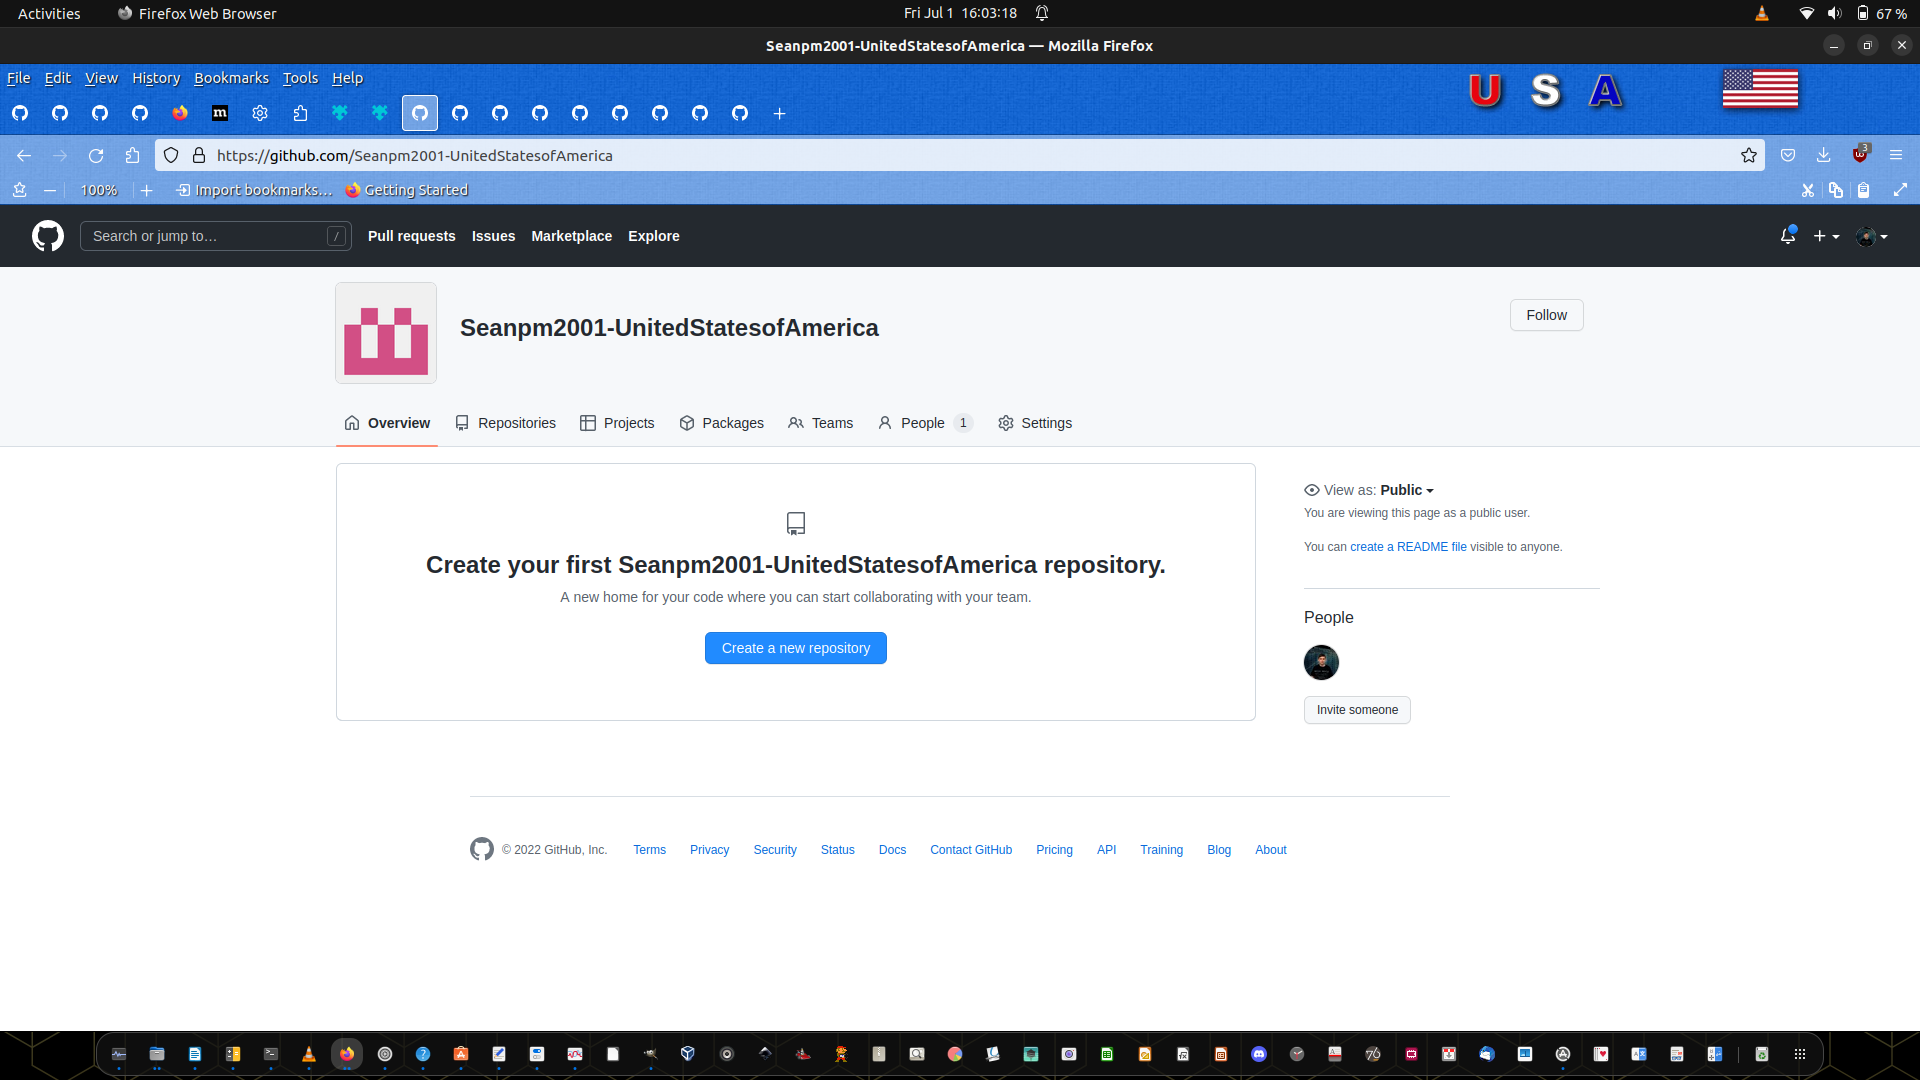 Activities
Firefox Web Browser
Fri Jul 1 16:03:18
67 %
Seanpm2001-UnitedStatesofAmerica — Mozilla Firefox
File Edit View History Bookmarks Tools Help
U S A
m
https://github.com/Seanpm2001-UnitedStatesofAmerica
3
100%
Import bookmarks…
Getting Started
Search or jump to…
/
Pull requests
Issues
Marketplace
Explore
Seanpm2001-UnitedStatesofAmerica
Follow
Overview
Repositories
Projects
Packages
Teams
People 1
Settings
Create your first Seanpm2001-UnitedStatesofAmerica repository.
A new home for your code where you can start collaborating with your team.
Create a new repository
View as: Public
You are viewing this page as a public user.
You can create a README file visible to anyone.
People
Invite someone
© 2022 GitHub, Inc.
Terms
Privacy
Security
Status
Docs
Contact GitHub
Pricing
API
Training
Blog
About